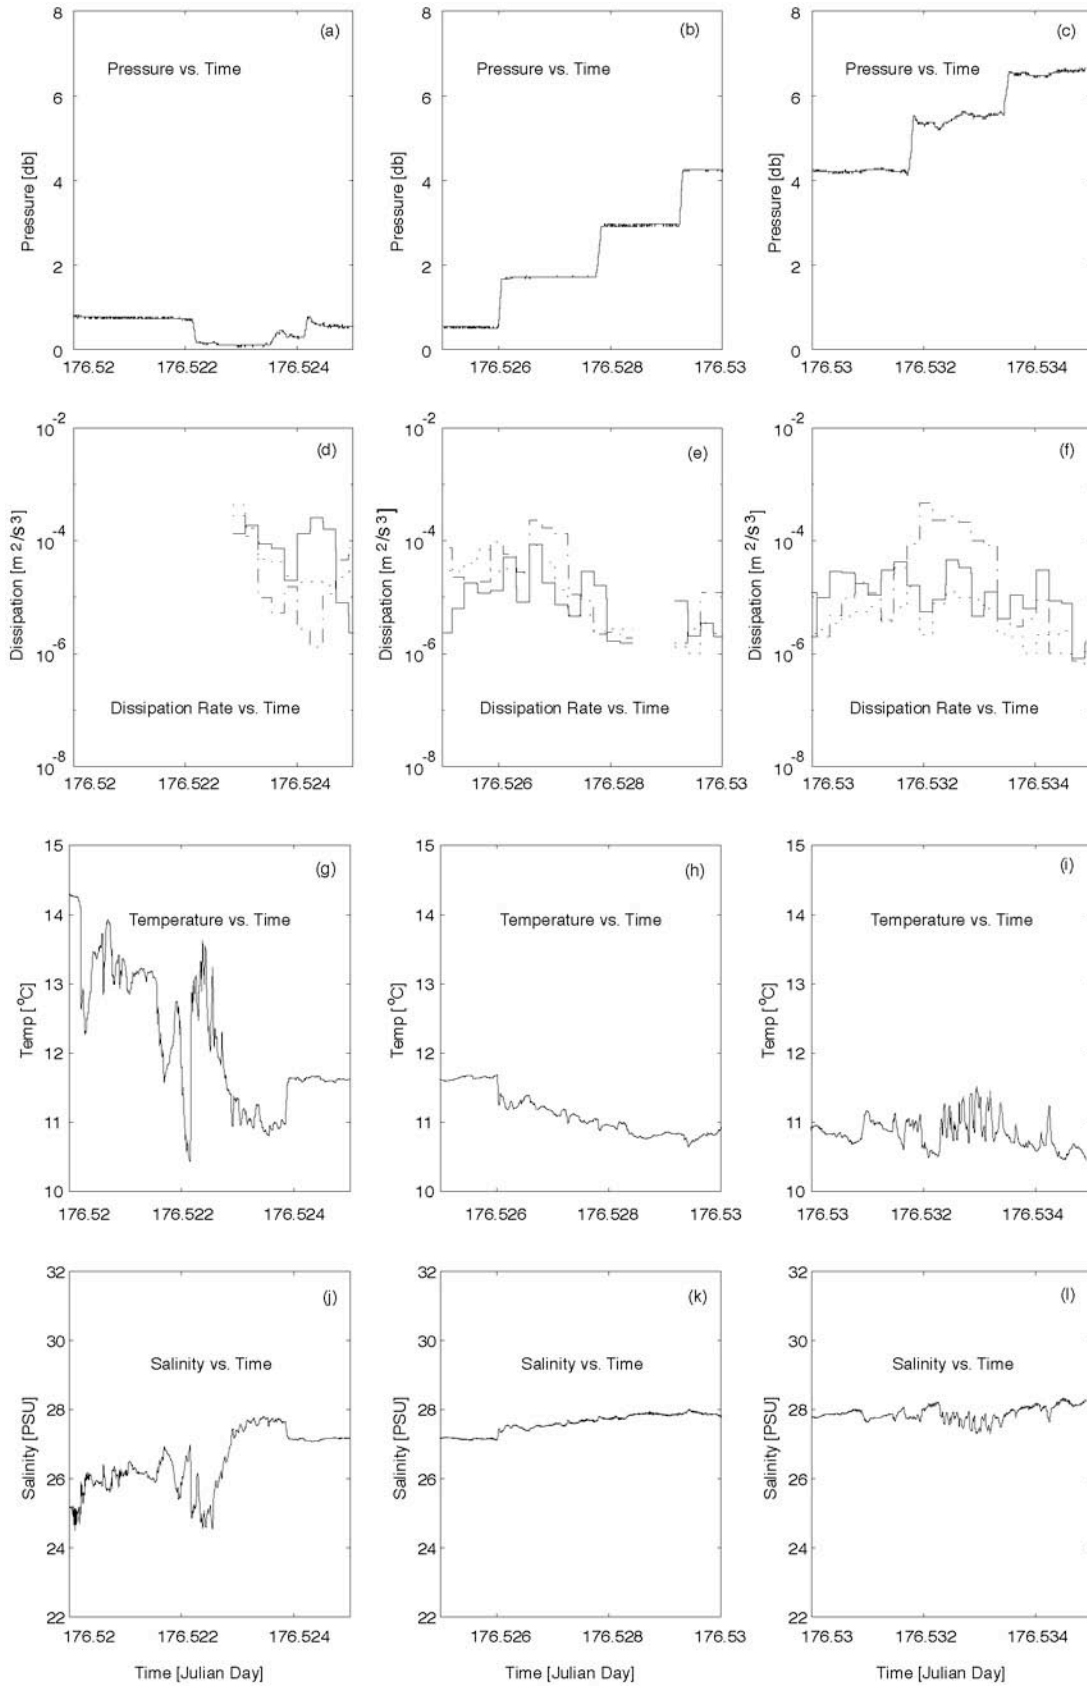 (a)
Pressure vs. Time
Pressure [db]
8
6
4
2
0
176.52 176.522 176.524
(b)
Pressure vs. Time
Pressure [db]
8
6
4
2
0
176.526 176.528 176.53
(c)
Pressure vs. Time
Pressure [db]
8
6
4
2
0
176.53 176.532 176.534
(d)
Dissipation [m²/s³]
10⁻²
10⁻⁴
10⁻⁶
10⁻⁸
Dissipation Rate vs. Time
176.52 176.522 176.524
(e)
Dissipation [m²/s³]
10⁻²
10⁻⁴
10⁻⁶
10⁻⁸
Dissipation Rate vs. Time
176.526 176.528 176.53
(f)
Dissipation [m²/s³]
10⁻²
10⁻⁴
10⁻⁶
10⁻⁸
Dissipation Rate vs. Time
176.53 176.532 176.534
(g)
Temperature vs. Time
Temp [°C]
15
14
13
12
11
10
176.52 176.522 176.524
(h)
Temperature vs. Time
Temp [°C]
15
14
13
12
11
10
176.526 176.528 176.53
(i)
Temperature vs. Time
Temp [°C]
15
14
13
12
11
10
176.53 176.532 176.534
(j)
Salinity vs. Time
Salinity [PSU]
32
30
28
26
24
22
176.52 176.522 176.524
Time [Julian Day]
(k)
Salinity vs. Time
Salinity [PSU]
32
30
28
26
24
22
176.526 176.528 176.53
Time [Julian Day]
(l)
Salinity vs. Time
Salinity [PSU]
32
30
28
26
24
22
176.53 176.532 176.534
Time [Julian Day]